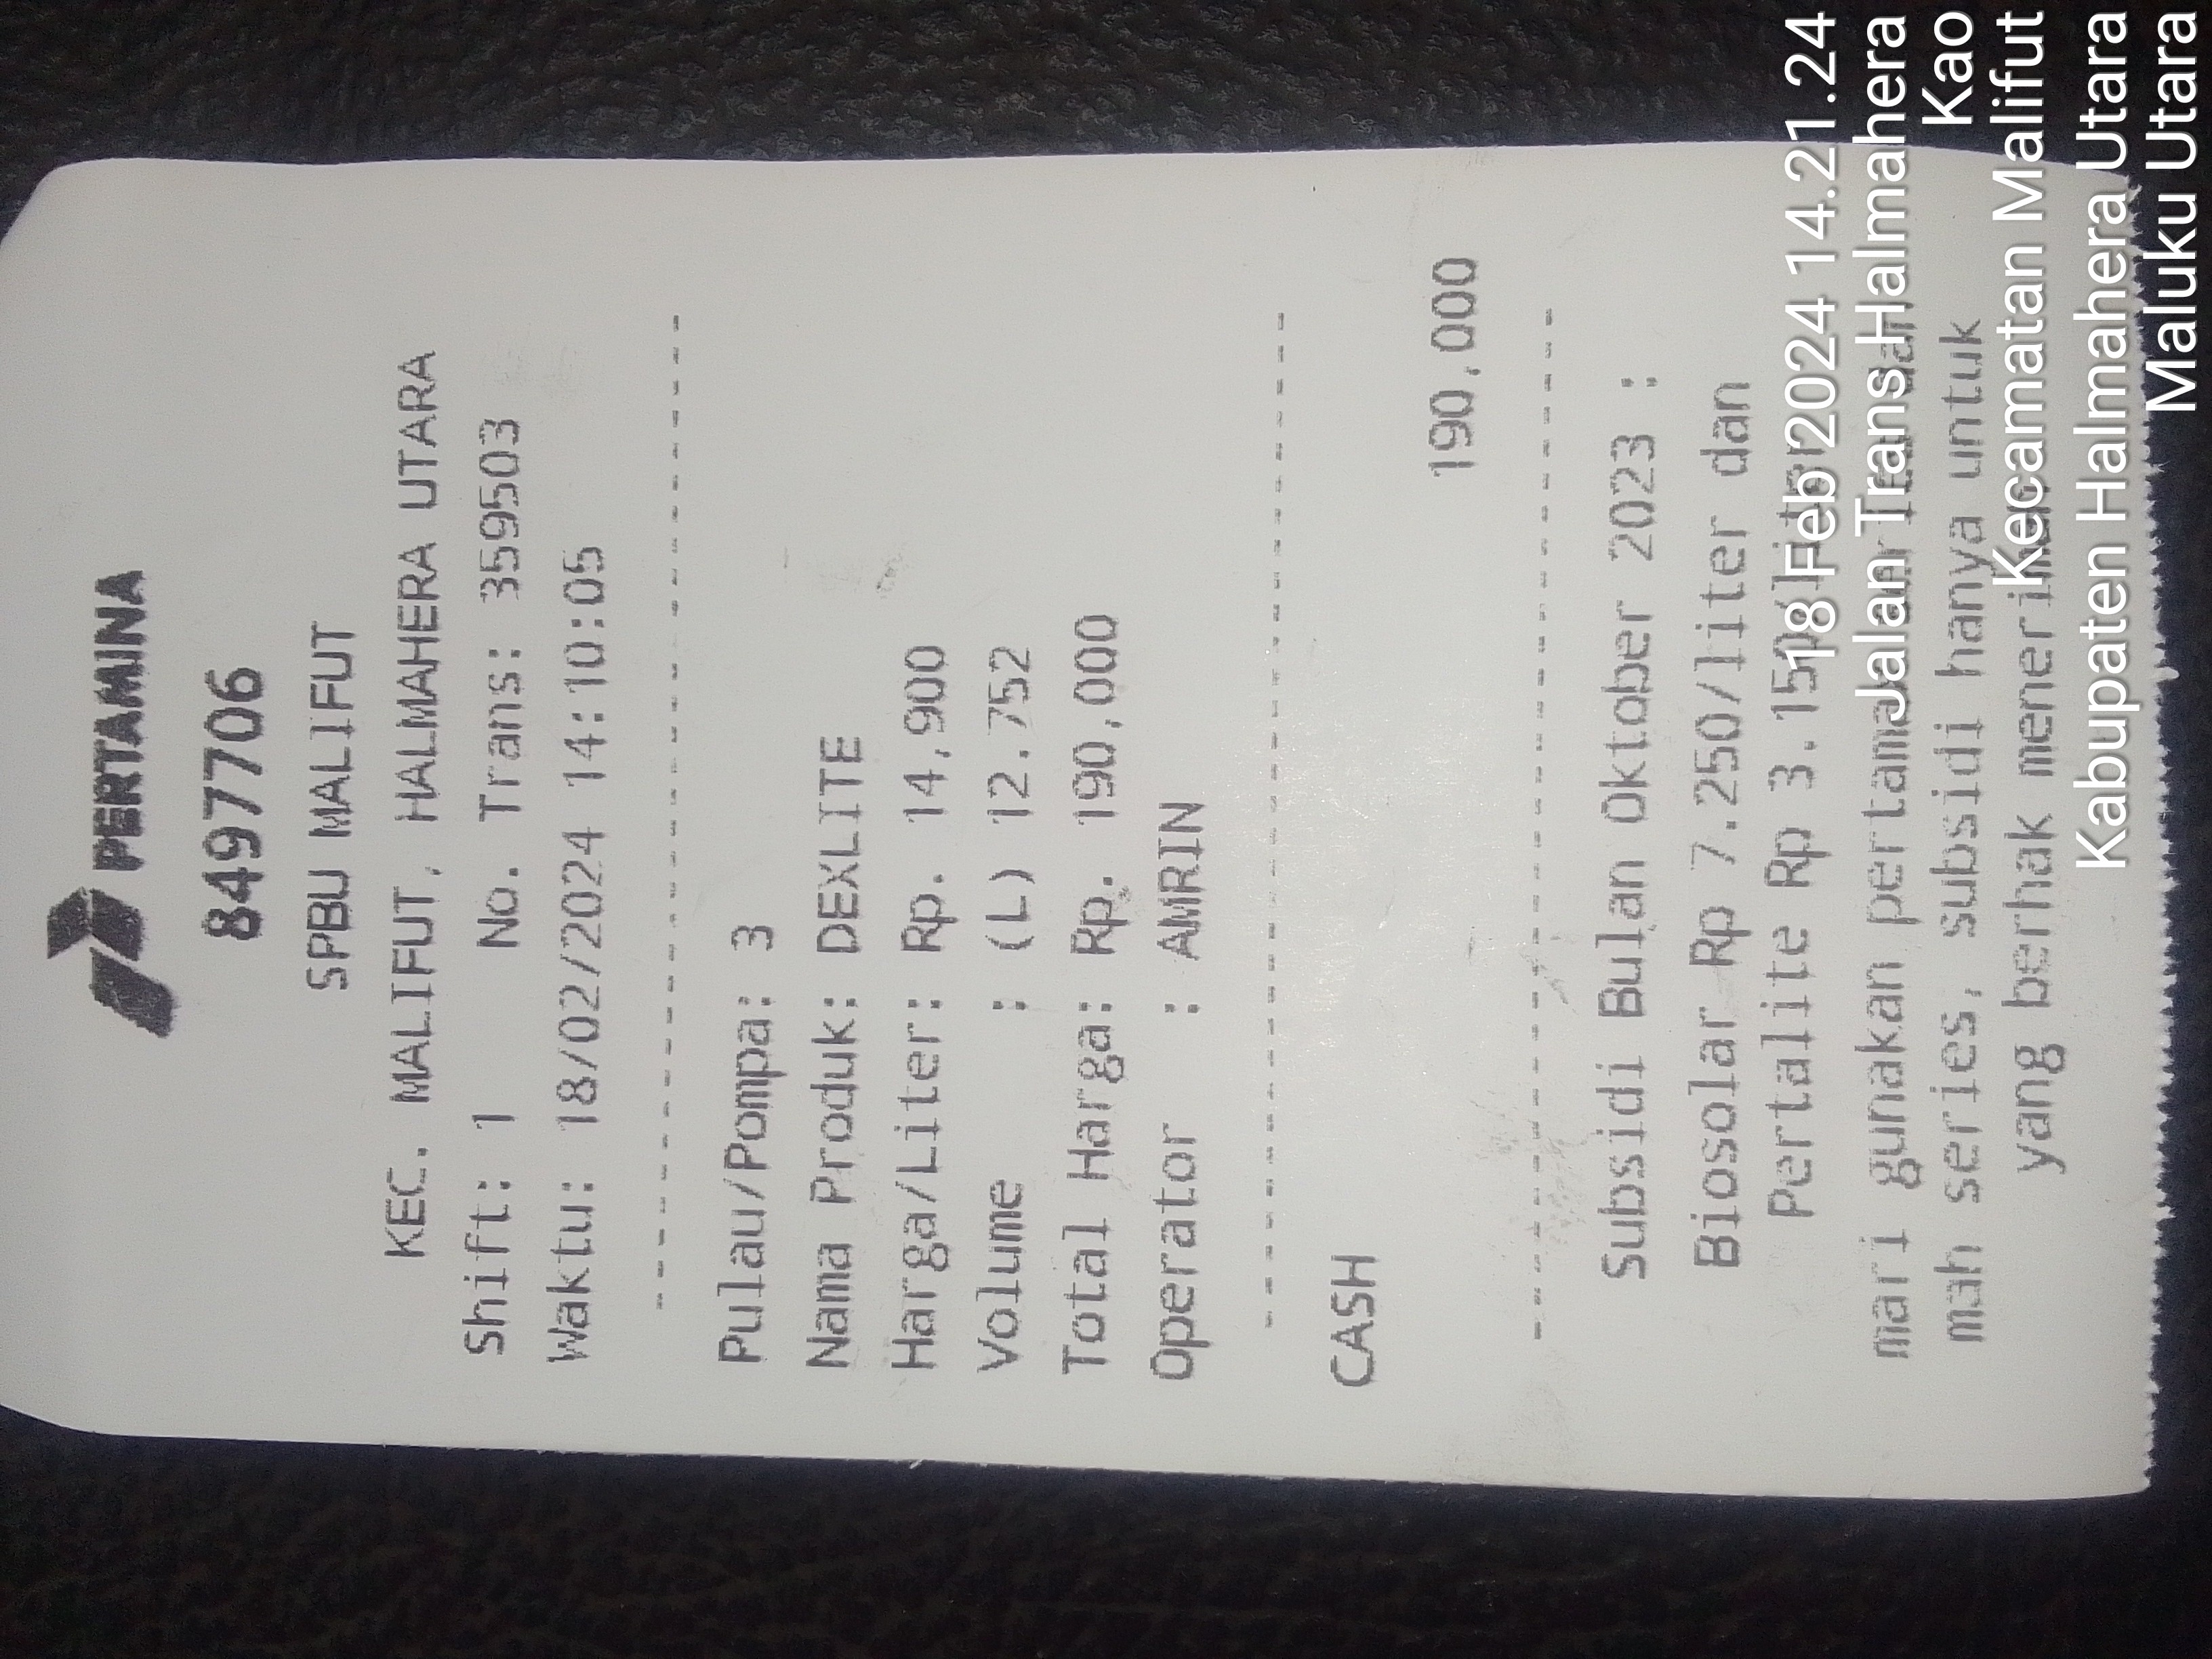 PERTAMINA
8497706
SPBU MALIFUT
KEC. MALIFUT, HALMAHERA UTARA
Shift: 1 No. Trans: 359503
Waktu: 18/02/2024 14:10:05
Pulau/Pompa: 3
Nama Produk: DEXLITE
Harga/Liter: Rp. 14,900
Volume : (L) 12.752
Total Harga: Rp. 190,000
Operator : AMRIN
CASH
190,000
Subsidi Bulan Oktober 2023 :
Biosolar Rp 7.250/liter dan
Pertalite Rp 3.150/liter
mari gunakan
mah series, subsidi hanya untuk
yang berhak
18 Feb 2024 14.21.24
Jalan Trans Halmahera
Kao
Kecamatan Malifut
Kabupaten Halmahera Utara
Maluku Utara